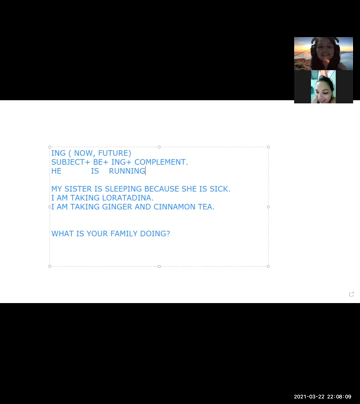 ING ( NOW, FUTURE)
SUBJECT+ BE+ ING+ COMPLEMENT.
HE IS RUNNING
MY SISTER IS SLEEPING BECAUSE SHE IS SICK.
I AM TAKING LORATADINA.
I AM TAKING GINGER AND CINNAMON TEA.
WHAT IS YOUR FAMILY DOING?
2021-03-22 22:08:09